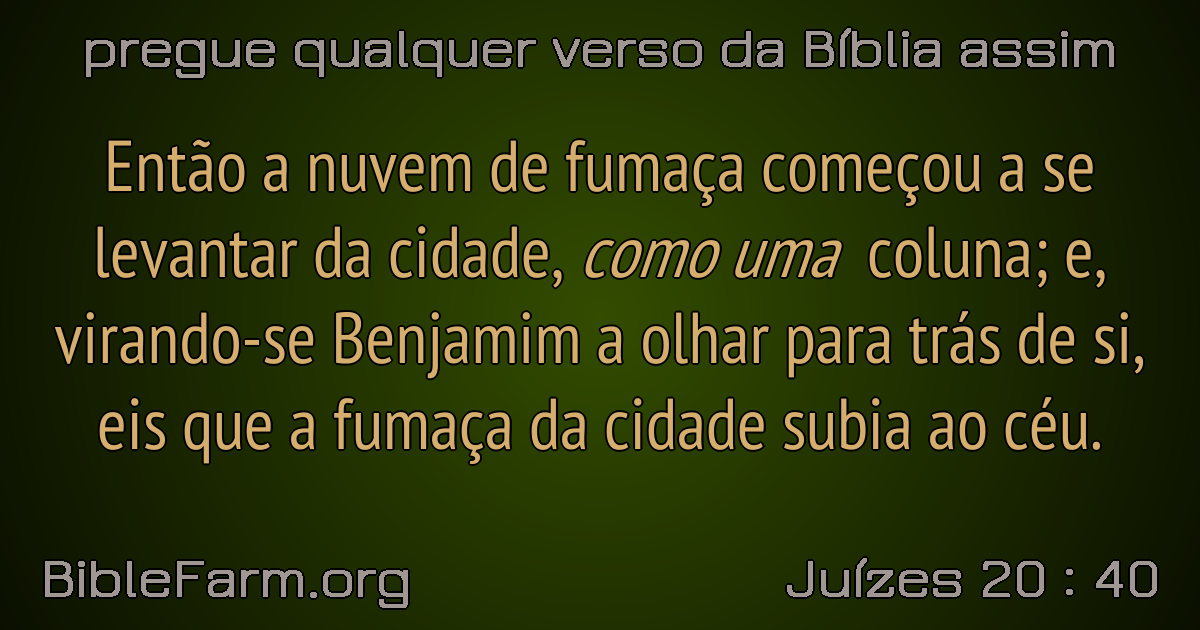 pregue qualquer verso da Bíblia assim
Então a nuvem de fumaça começou a se
levantar da cidade, como uma coluna; e,
virando-se Benjamim a olhar para trás de si,
eis que a fumaça da cidade subia ao céu.
BibleFarm.org
Juízes 20 : 40